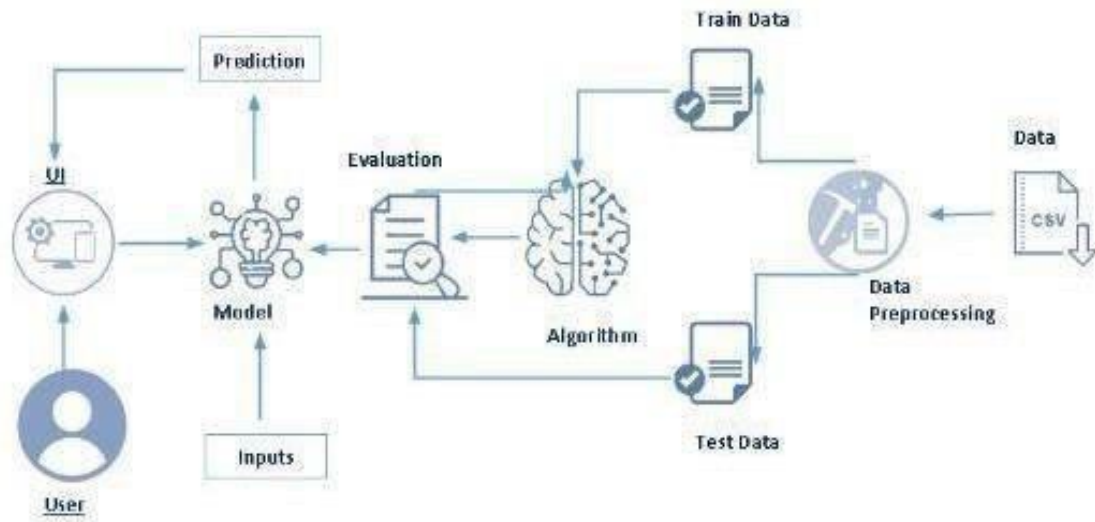 Train Data
Prediction
Data
Evaluation
UI
CSV
Model
Data
Preprocessing
Algorithm
Test Data
Inputs
User